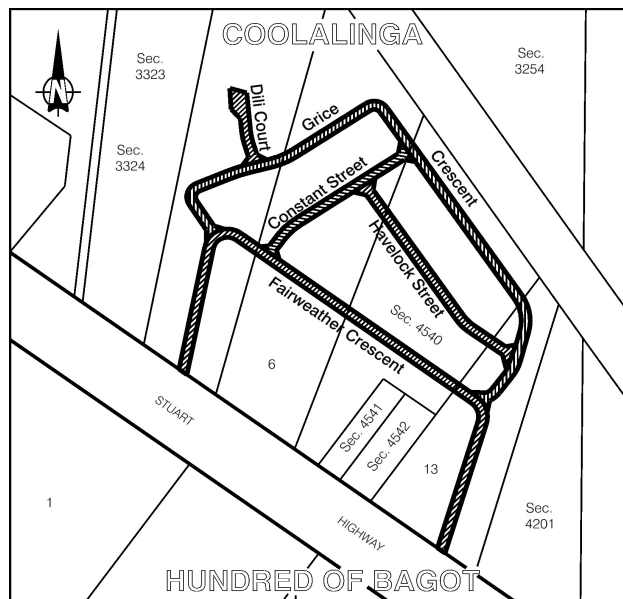 COOLALINGA
Sec.
3323
Sec.
3254
N
Dili Court
Grice
Crescent
Sec.
3324
Constant Street
Havelock Street
Fairweather Crescent
Sec. 4540
6
STUART
Sec. 4541
Sec. 4542
13
1
Sec.
4201
HIGHWAY
HUNDRED OF BAGOT